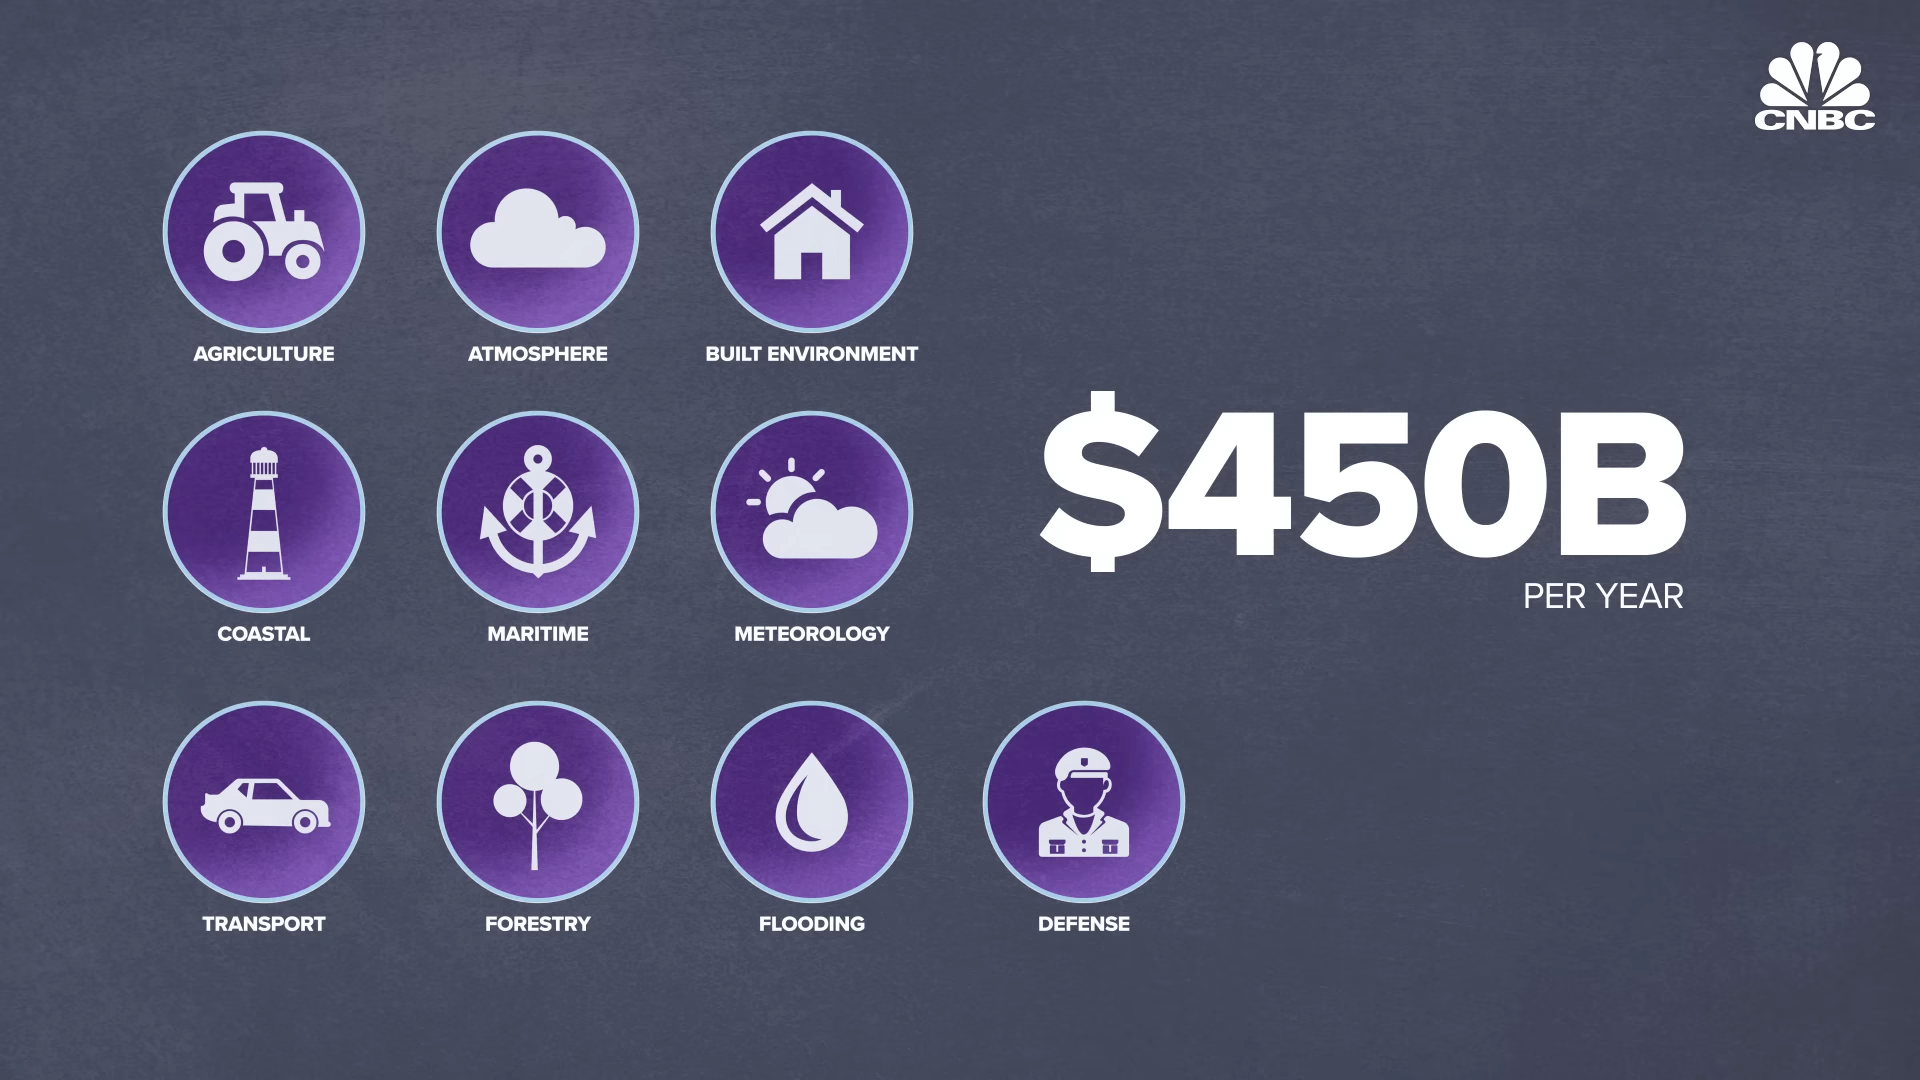 CNBC
AGRICULTURE
ATMOSPHERE
BUILT ENVIRONMENT
COASTAL
MARITIME
METEOROLOGY
$450B
PER YEAR
TRANSPORT
FORESTRY
FLOODING
DEFENSE